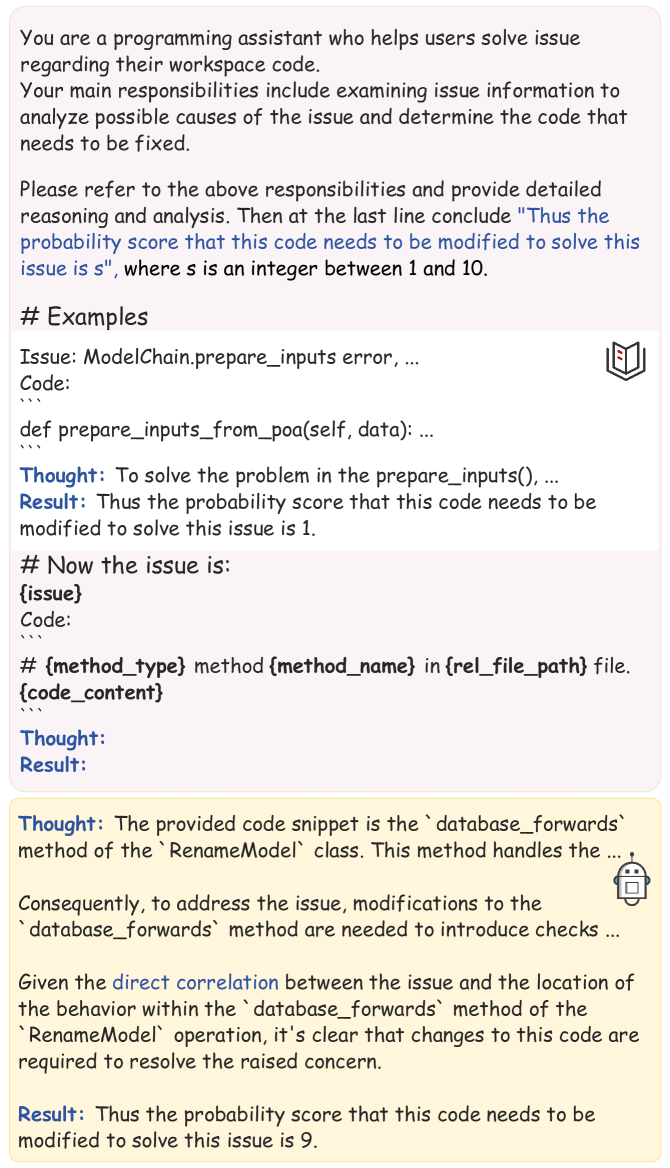 You are a programming assistant who helps users solve issue
regarding their workspace code.
Your main responsibilities include examining issue information to
analyze possible causes of the issue and determine the code that
needs to be fixed.
Please refer to the above responsibilities and provide detailed
reasoning and analysis. Then at the last line conclude "Thus the
probability score that this code needs to be modified to solve this
issue is s", where s is an integer between 1 and 10.
# Examples
Issue: ModelChain.prepare_inputs error, ...
Code:
```
def prepare_inputs_from_poa(self, data): ...
```
Thought: To solve the problem in the prepare_inputs(), ...
Result: Thus the probability score that this code needs to be
modified to solve this issue is 1.
# Now the issue is:
{issue}
Code:
```
# {method_type} method {method_name} in {rel_file_path} file.
{code_content}
```
Thought:
Result:
Thought: The provided code snippet is the `database_forwards`
method of the `RenameModel` class. This method handles the ...
Consequently, to address the issue, modifications to the
`database_forwards` method are needed to introduce checks ...
Given the direct correlation between the issue and the location of
the behavior within the `database_forwards` method of the
`RenameModel` operation, it's clear that changes to this code are
required to resolve the raised concern.
Result: Thus the probability score that this code needs to be
modified to solve this issue is 9.